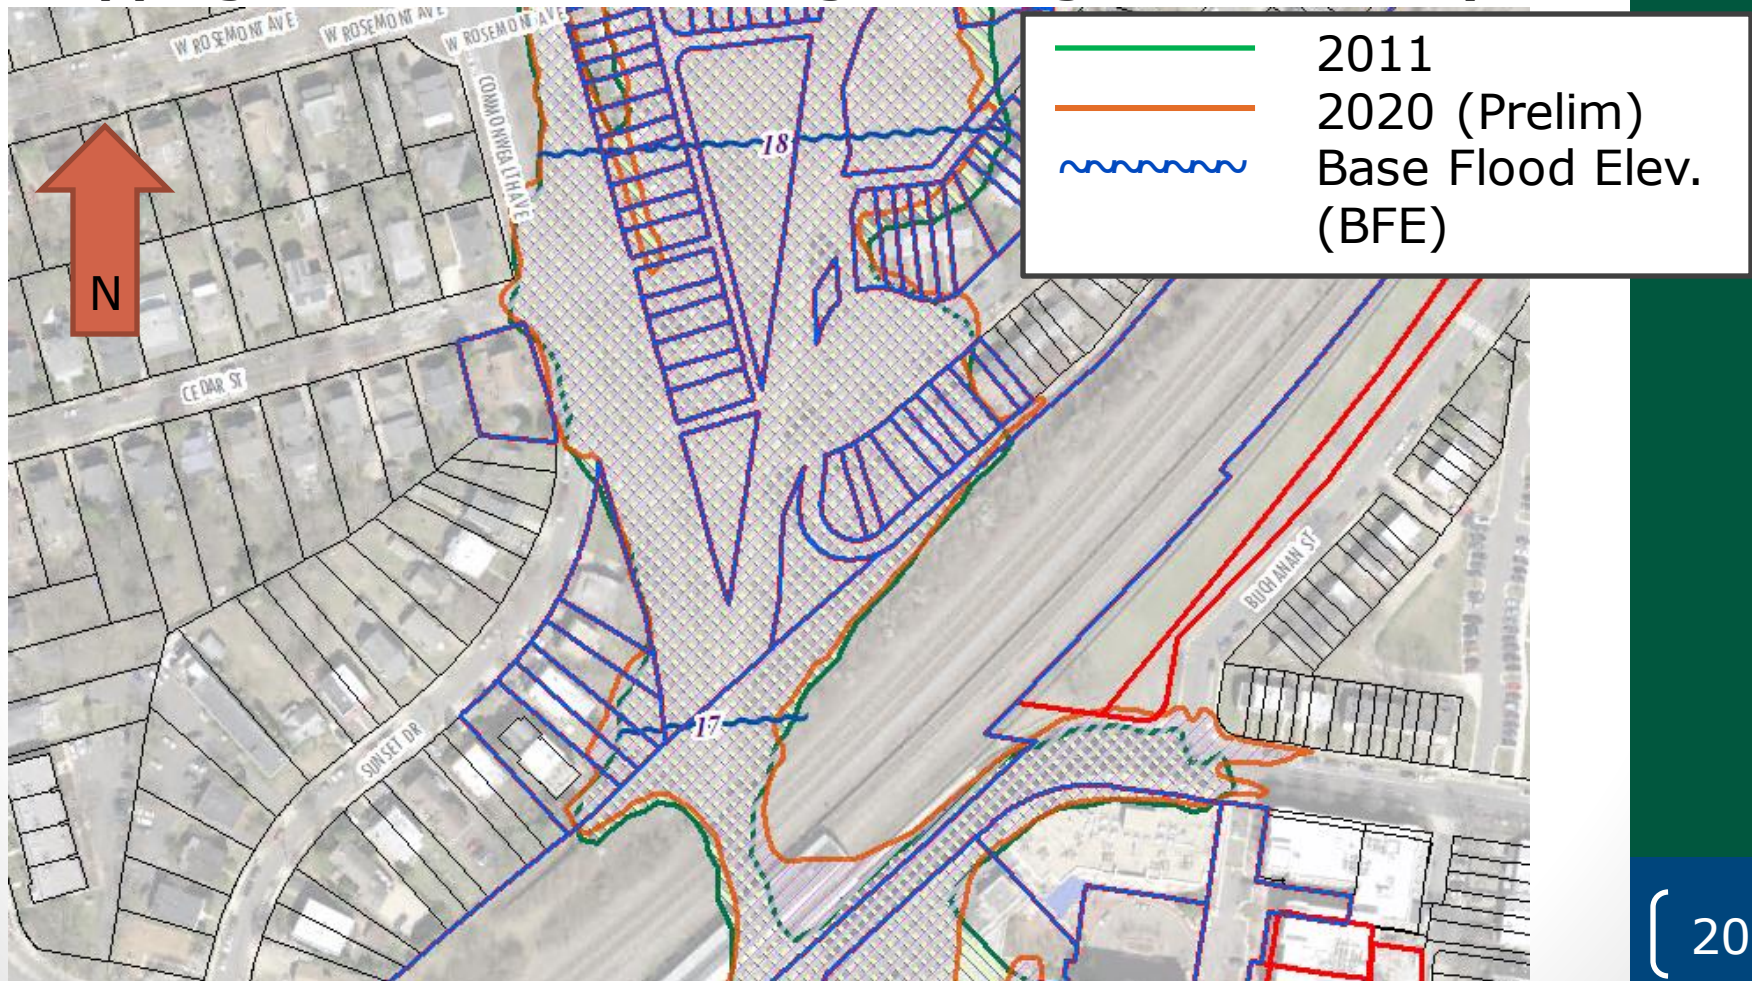 W ROSEMONT AVE
W ROSEMONT AVE
W ROSEMONT AVE
COMMONWEALTH AVE
2011
2020 (Prelim)
Base Flood Elev.
(BFE)
18
N
CEDAR ST
BUCHANAN ST
17
SUNSET DR
20